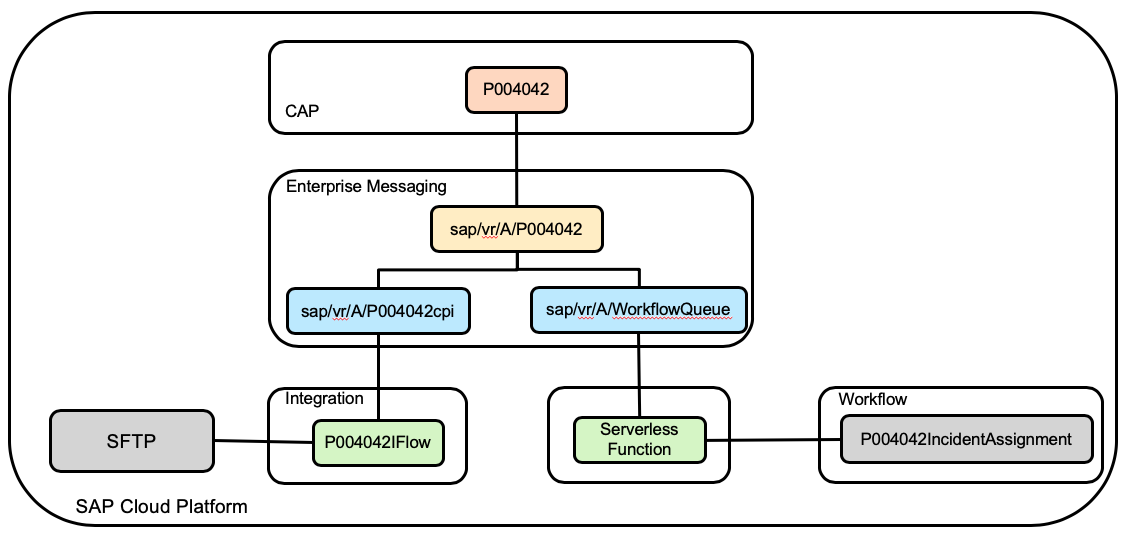 P004042
CAP
Enterprise Messaging
sap/vr/A/P004042
sap/vr/A/P004042cpi
sap/vr/A/WorkflowQueue
Integration
Workflow
SFTP
P004042IFlow
Serverless
Function
P004042IncidentAssignment
SAP Cloud Platform